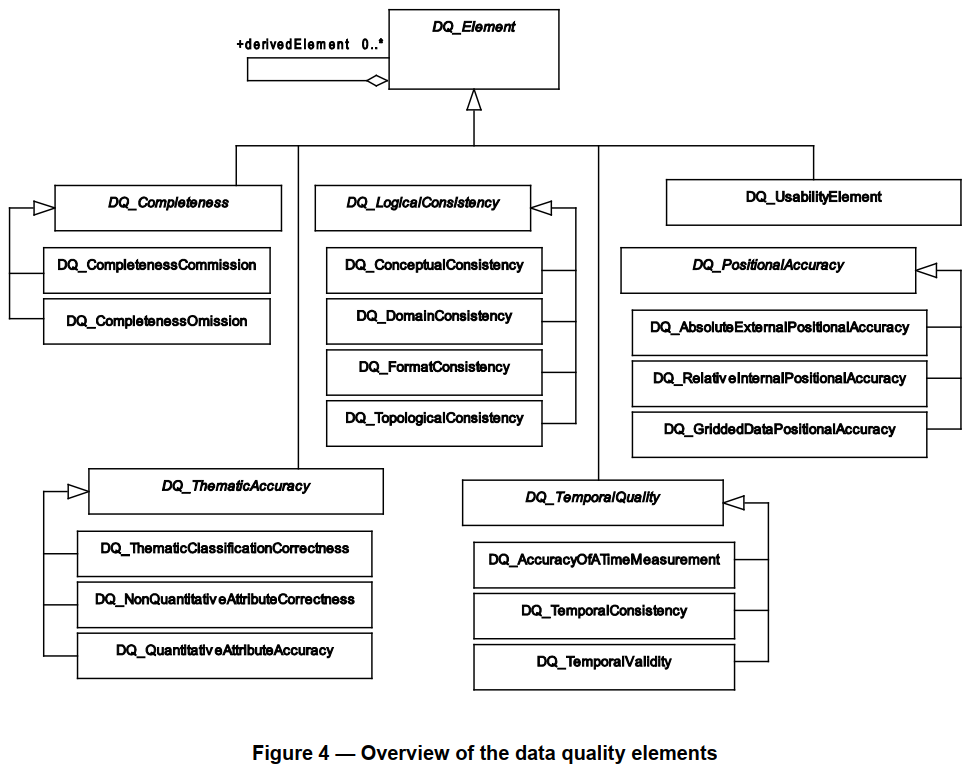 DQ_Element
+derivedElement 0..*
DQ_Completeness
DQ_CompletenessCommission
DQ_CompletenessOmission
DQ_LogicalConsistency
DQ_ConceptualConsistency
DQ_DomainConsistency
DQ_FormatConsistency
DQ_TopologicalConsistency
DQ_UsabilityElement
DQ_PositionalAccuracy
DQ_AbsoluteExternalPositionalAccuracy
DQ_RelativeInternalPositionalAccuracy
DQ_GriddedDataPositionalAccuracy
DQ_ThematicAccuracy
DQ_ThematicClassificationCorrectness
DQ_NonQuantitativeAttributeCorrectness
DQ_QuantitativeAttributeAccuracy
DQ_TemporalQuality
DQ_AccuracyOfATimeMeasurement
DQ_TemporalConsistency
DQ_TemporalValidity
Figure 4 — Overview of the data quality elements